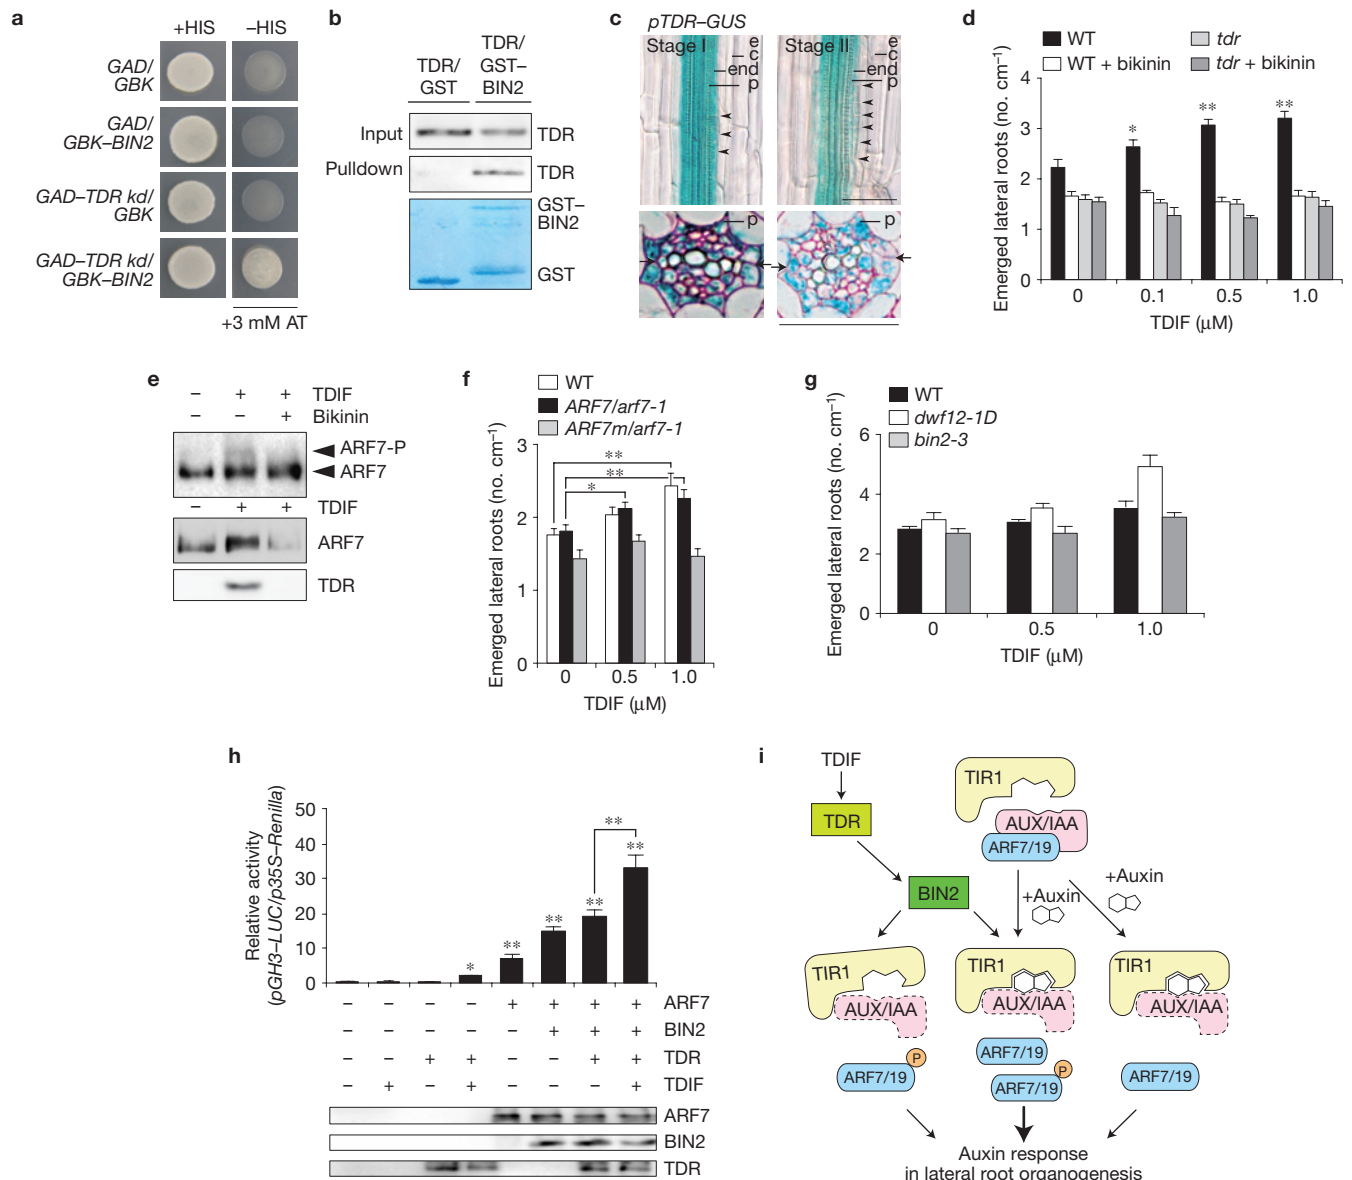 a
+HIS –HIS
GAD/
GBK
GAD/
GBK–BIN2
GAD–TDR kd/
GBK
GAD–TDR kd/
GBK–BIN2
+3 mM AT
b
TDR/
GST
TDR/
GST–
BIN2
Input
TDR
Pulldown
TDR
GST–
BIN2
GST
c
pTDR–GUS
Stage I
e
c
end
p
Stage II
e
c
end
p
p
p
d
WT
WT + bikinin
tdr
tdr + bikinin
Emerged lateral roots (no. cm–1)
4
3
2
1
0
*
**
**
0 0.1 0.5 1.0
TDIF (μM)
e
– + + TDIF
– – + Bikinin
ARF7-P
ARF7
– + + TDIF
ARF7
TDR
f
WT
ARF7/arf7-1
ARF7m/arf7-1
Emerged lateral roots (no. cm–1)
3
2
1
0
**
**
*
0 0.5 1.0
TDIF (μM)
g
WT
dwf12-1D
bin2-3
Emerged lateral roots (no. cm–1)
6
4
2
0
0 0.5 1.0
TDIF (μM)
h
Relative activity
(pGH3–LUC/p35S–Renilla)
50
40
30
20
10
0
*
**
**
**
**
**
– – – – + + + + ARF7
– – – – – + + + BIN2
– – + + – – + + TDR
– + – + – – – + TDIF
ARF7
BIN2
TDR
i
TDIF
TDR
BIN2
TIR1
AUX/IAA
ARF7/19
+Auxin
+Auxin
TIR1
AUX/IAA
P
ARF7/19
TIR1
AUX/IAA
ARF7/19
P
ARF7/19
TIR1
AUX/IAA
ARF7/19
Auxin response
in lateral root organogenesis